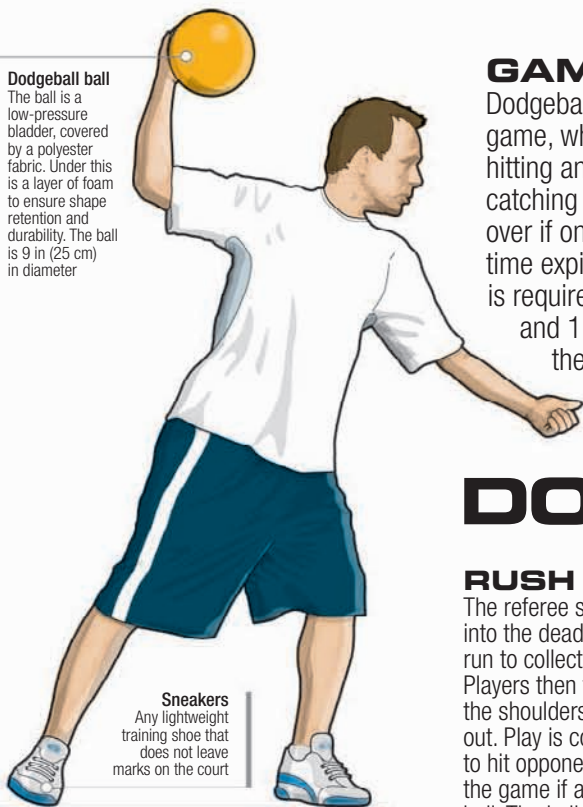 Dodgeball ball
The ball is a
low-pressure
bladder, covered
by a polyester
fabric. Under this
is a layer of foam
to ensure shape
retention and
durability. The ball
is 9 in (25 cm)
in diameter
Sneakers
Any lightweight
training shoe that
does not leave
marks on the court
game, wh
hitting an
catching
over if on
time expi
is require
and 1
the
RUSH
The referee s
into the dead
run to collect
Players then
the shoulders
out. Play is co
to hit oppone
the game if a